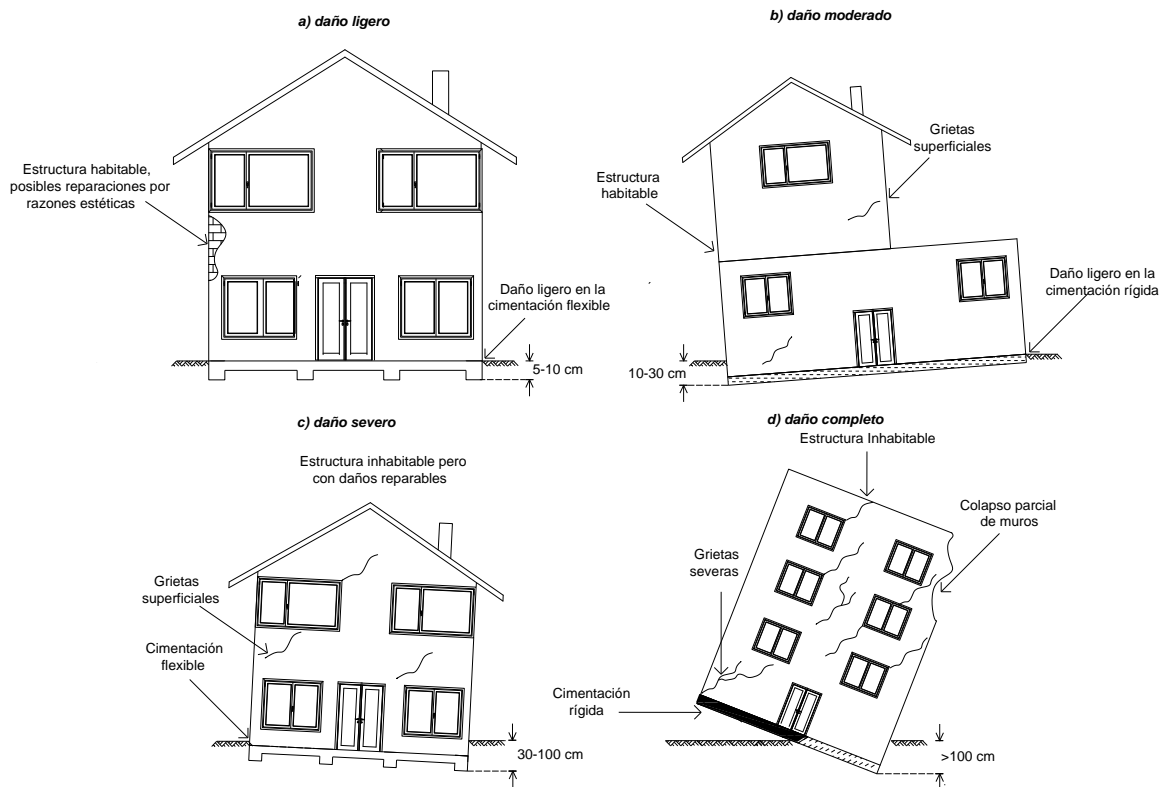 a) daño ligero
Estructura habitable,
posibles reparaciones por
razones estéticas
Daño ligero en la
cimentación flexible
5-10 cm
b) daño moderado
Grietas
superficiales
Estructura
habitable
Daño ligero en la
cimentación rígida
10-30 cm
c) daño severo
Estructura inhabitable pero
con daños reparables
Grietas
superficiales
Cimentación
flexible
30-100 cm
d) daño completo
Estructura Inhabitable
Colapso parcial
de muros
Grietas
severas
Cimentación
rígida
>100 cm